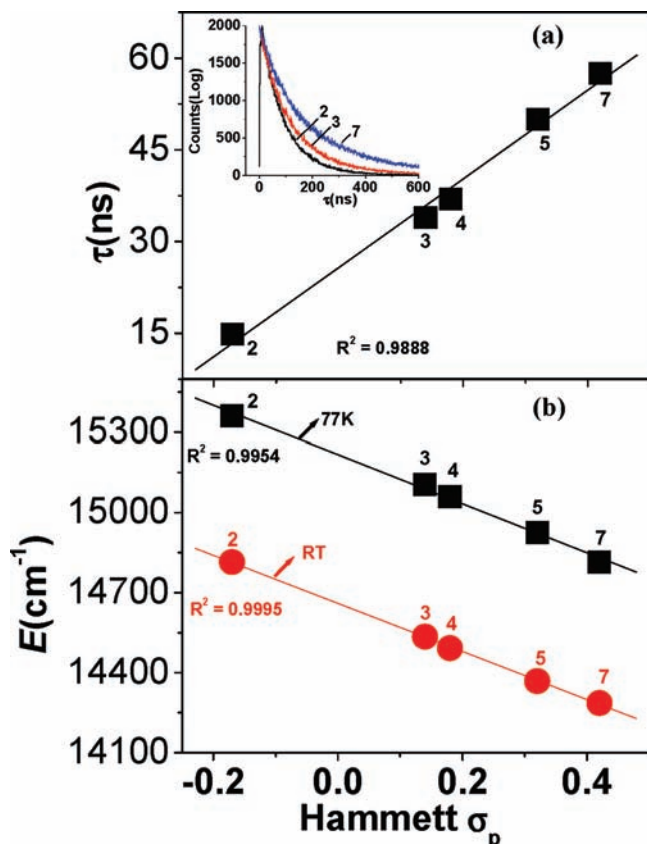 (a)
60
45
30
15
τ(ns)
2000
1500
1000
500
0
Counts(Log)
0 200 400 600
τ(ns)
2
3
7
2
3
4
5
7
R² = 0.9888
(b)
15300
15000
14700
14400
14100
E(cm⁻¹)
2
77K
3
4
5
7
R² = 0.9954
2
RT
3
4
5
7
R² = 0.9995
-0.2 0.0 0.2 0.4
Hammett σp